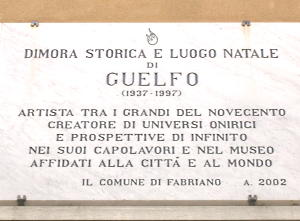 DIMORA STORICA E LUOGO NATALE
DI
GUELFO
(1937-1997)
ARTISTA TRA I GRANDI DEL NOVECENTO
CREATORE DI UNIVERSI ONIRICI
E PROSPETTIVE DI INFINITO
NEI SUOI CAPOLAVORI E NEL MUSEO
AFFIDATI ALLA CITTÁ E AL MONDO
IL COMUNE DI FABRIANO A. 2002